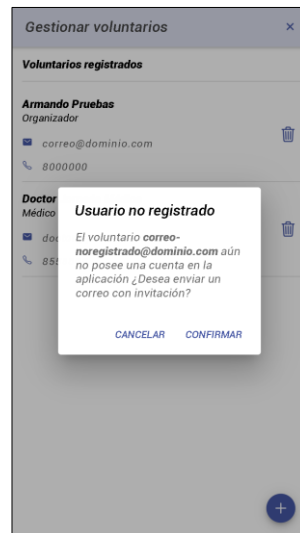 Gestionar voluntarios ×
Voluntarios registrados
Armando Pruebas
Organizador
correo@dominio.com
8000000
Doctor
Médico
Usuario no registrado
El voluntario correo-
noregistrado@dominio.com aún
no posee una cuenta en la
aplicación ¿Desea enviar un
correo con invitación?
CANCELAR CONFIRMAR
+